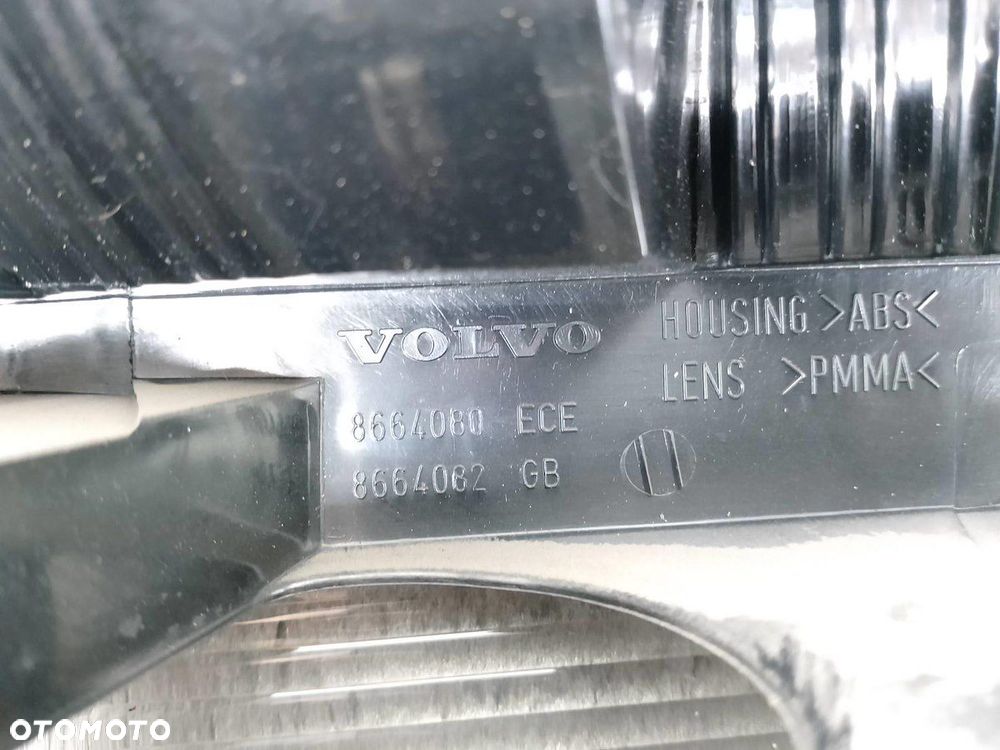 VOLVO
HOUSING >ABS<
LENS >PMMA<
8664080 ECE
8664082 GB
OTOMOTO